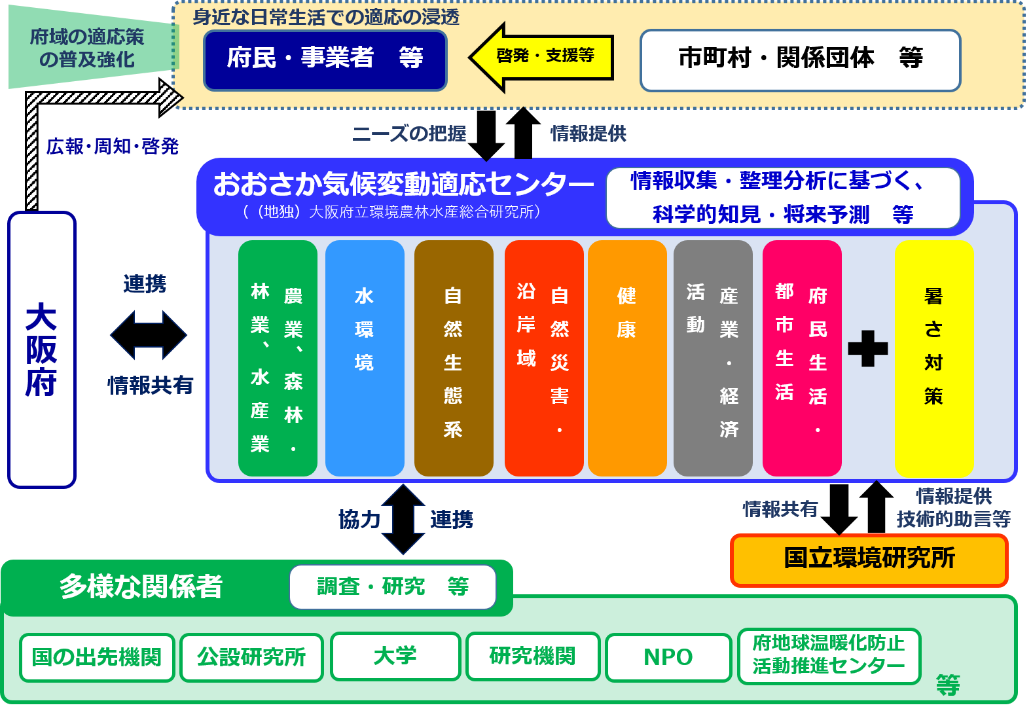 府域の適応策
の普及強化
身近な日常生活での適応の浸透
府民・事業者　等
啓発・支援等
市町村・関係団体　等
広報・周知・啓発
ニーズの把握
情報提供
おおさか気候変動適応センター
（（地独）大阪府立環境農林水産総合研究所）
情報収集・整理分析に基づく、
科学的知見・将来予測　等
大阪府
連携
情報共有
農業、森林・
林業、水産業
水環境
自然生態系
自然災害・
沿岸域
健康
産業・経済
活動
府民生活・
都市生活
暑さ対策
協力
連携
情報共有
情報提供
技術的助言等
国立環境研究所
多様な関係者
調査・研究　等
国の出先機関
公設研究所
大学
研究機関
NPO
府地球温暖化防止
活動推進センター
等